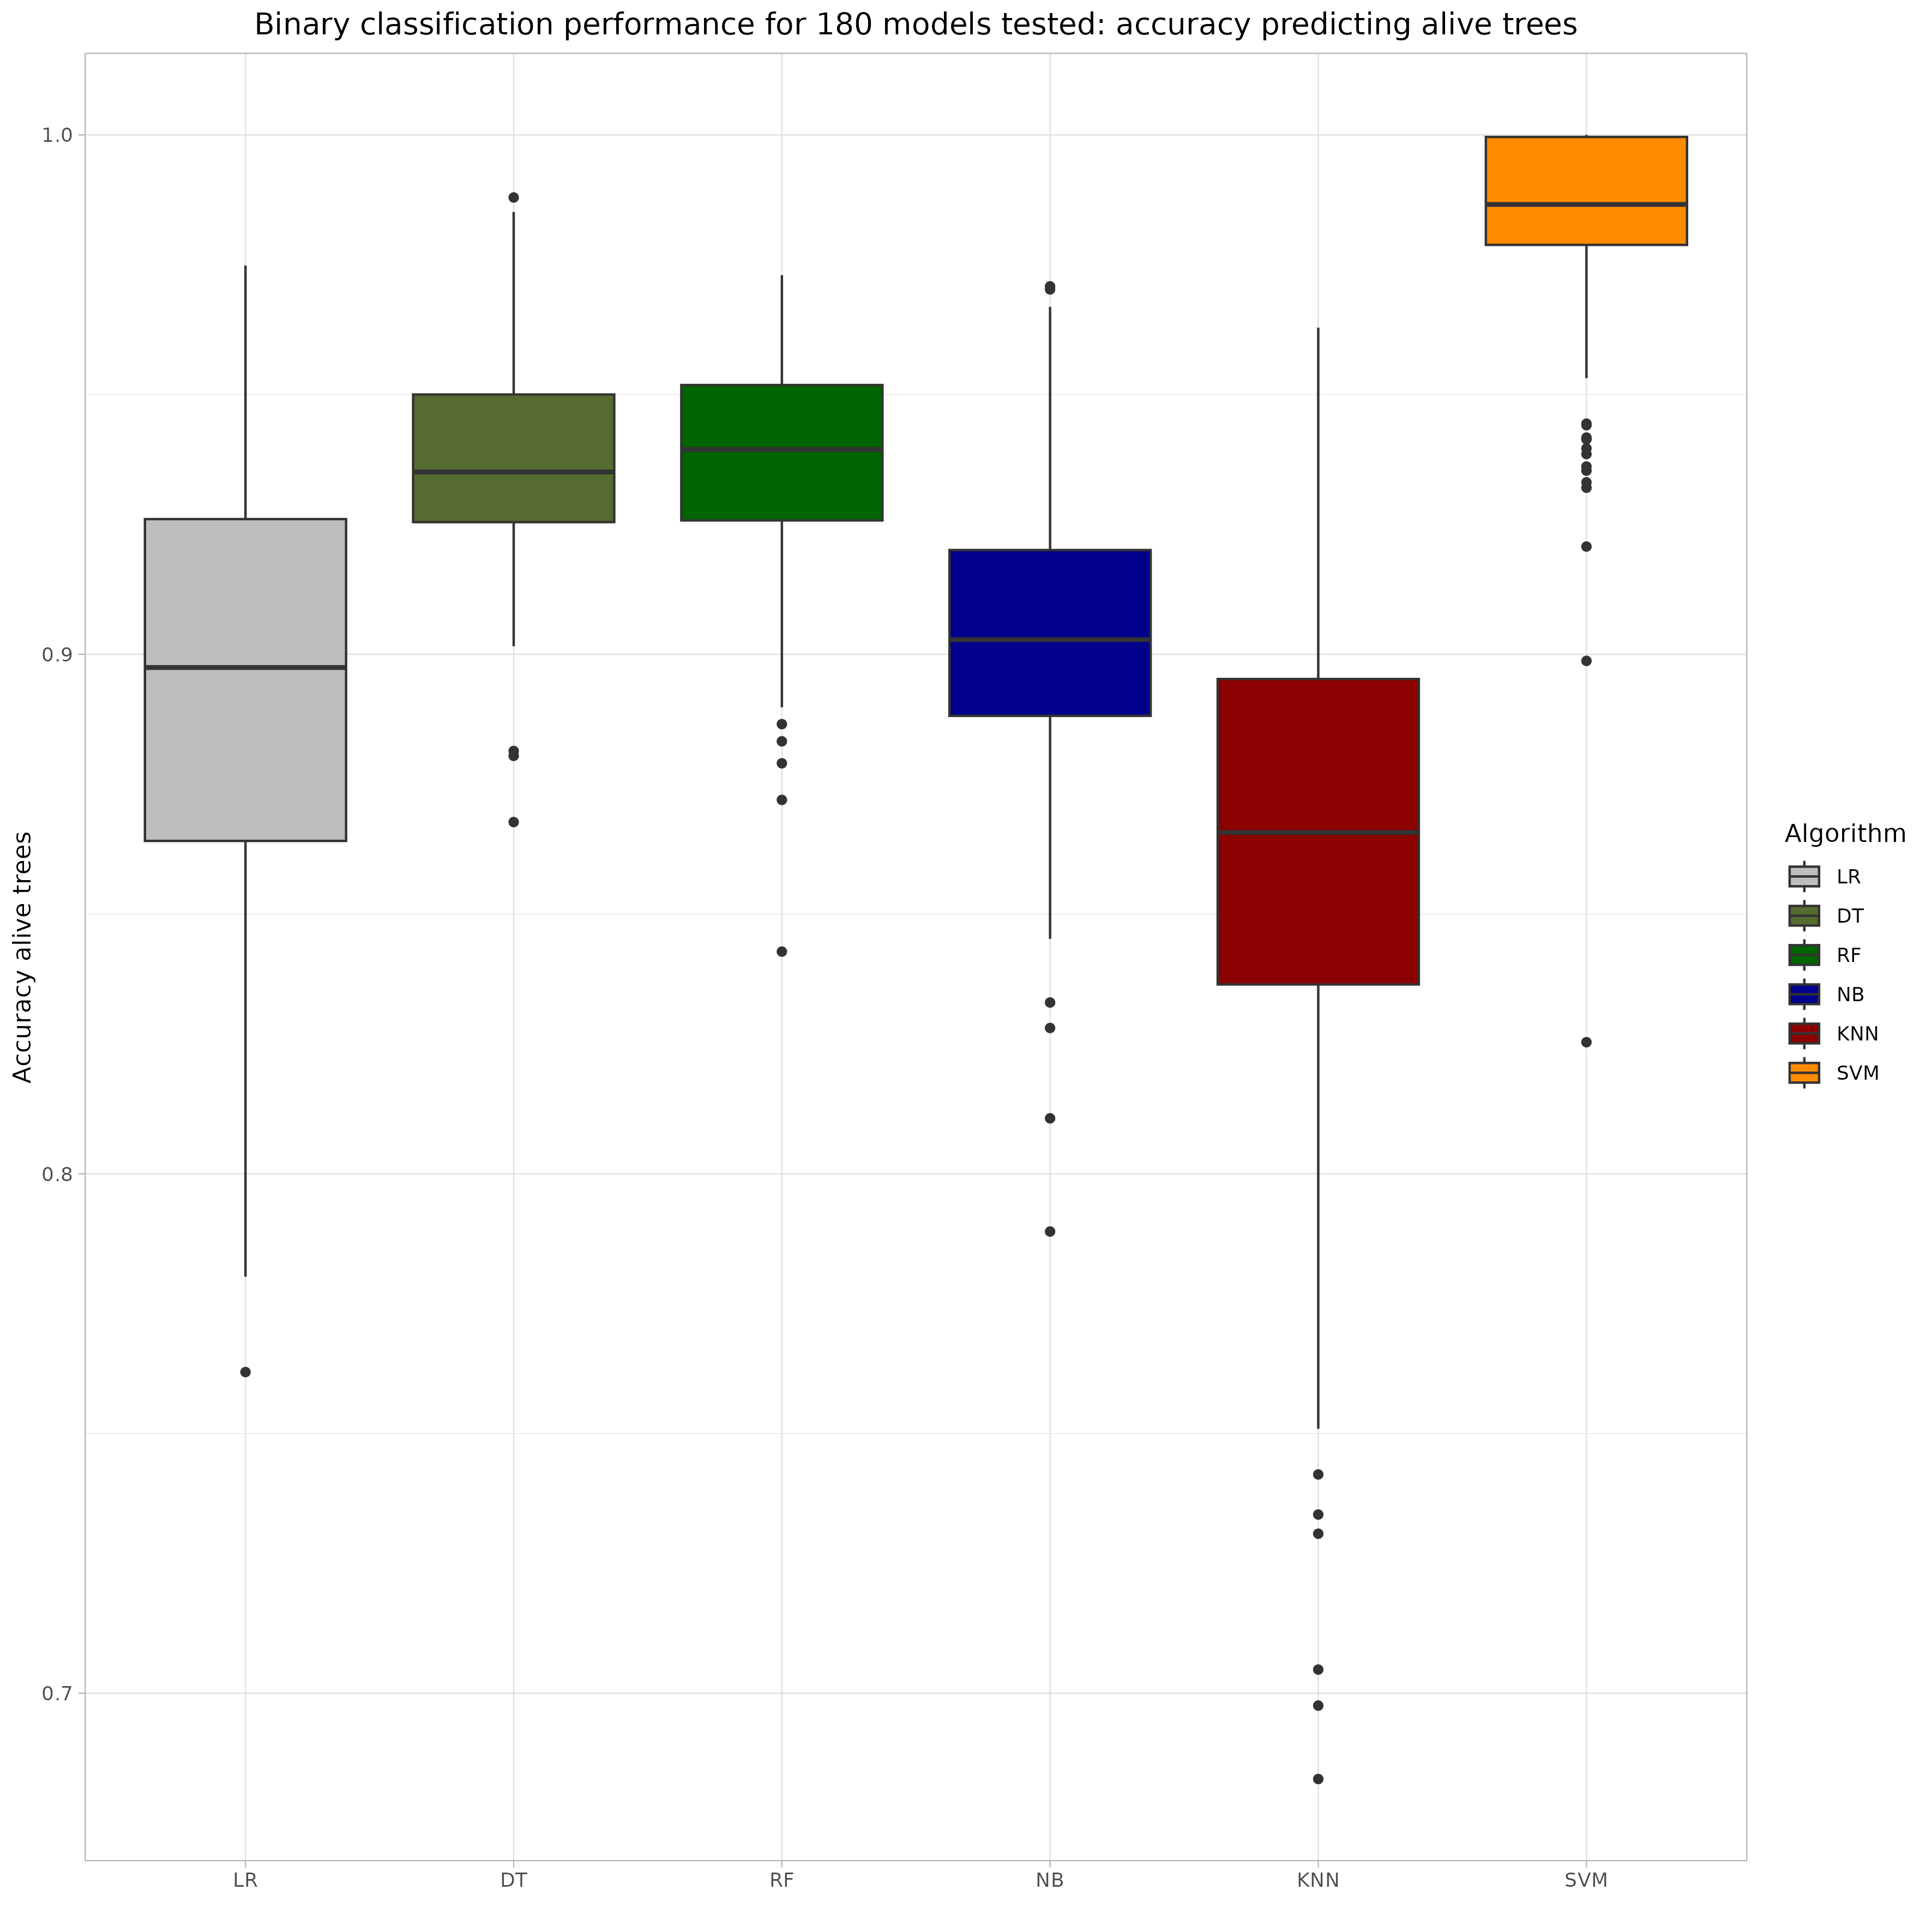 Binary classification performance for 180 models tested: accuracy predicting alive trees
1.0
0.9
0.8
0.7
Accuracy alive trees
LR
DT
RF
NB
KNN
SVM
Algorithm
LR
DT
RF
NB
KNN
SVM